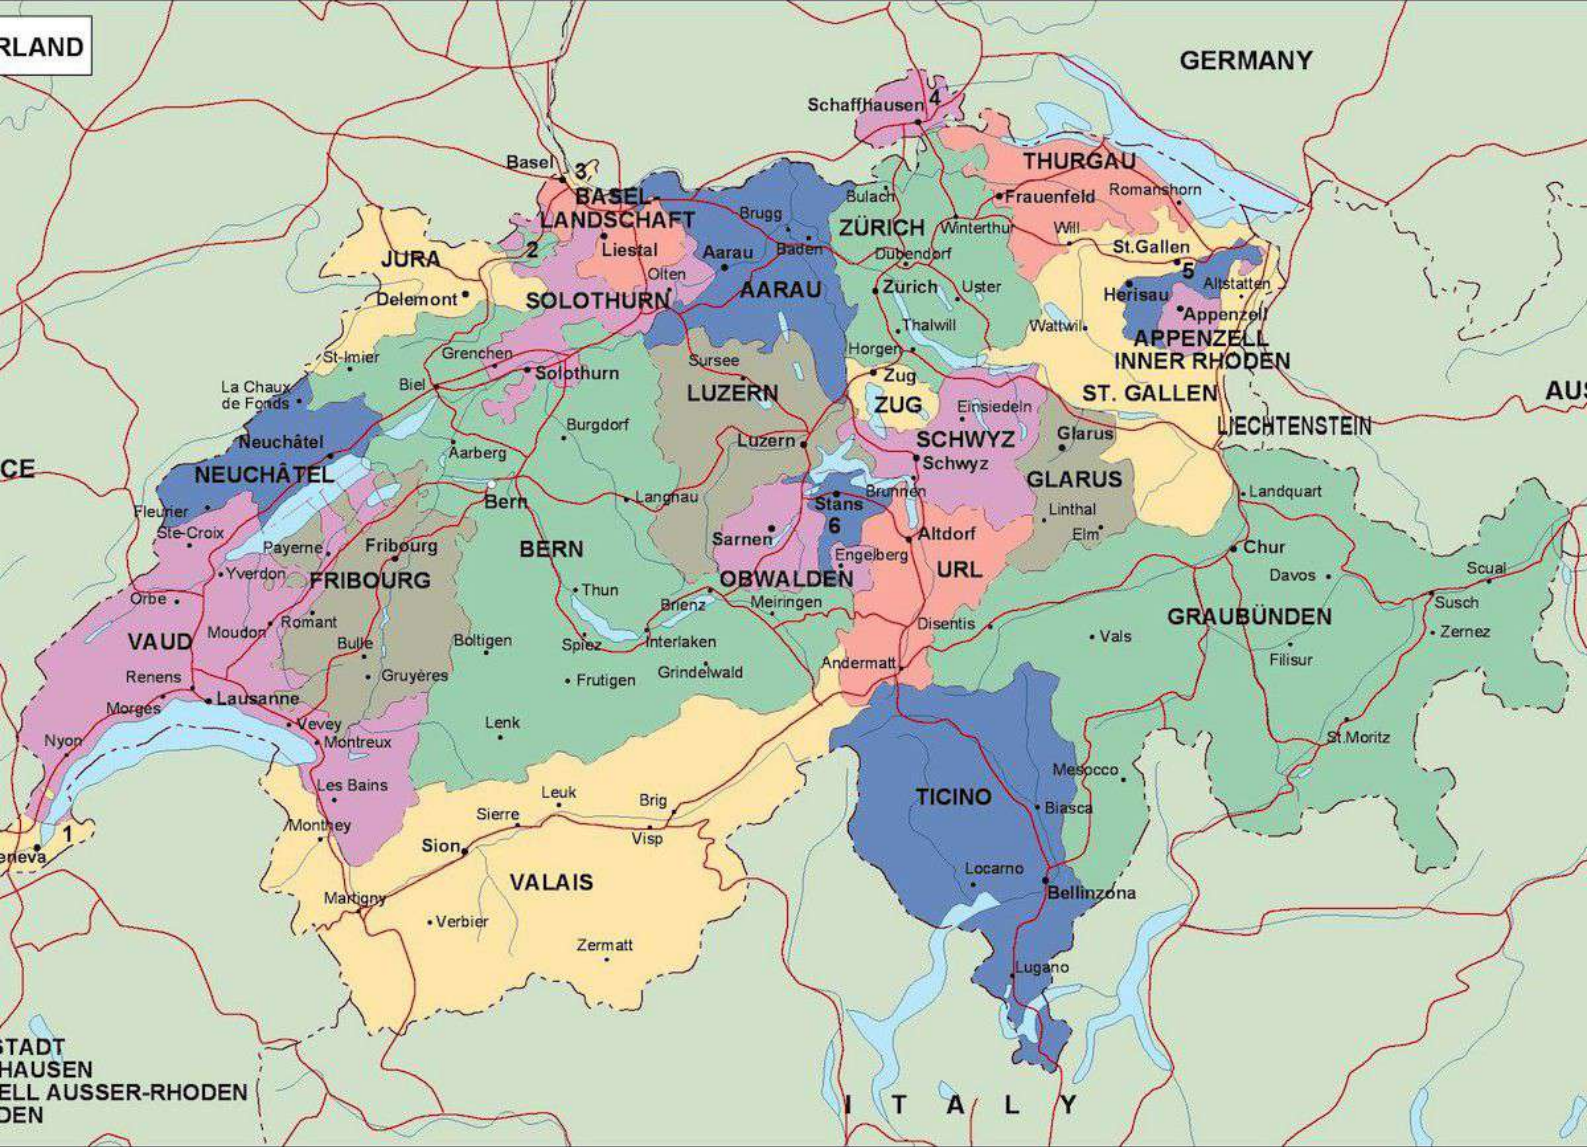 RLAND
GERMANY
Schaffhausen
4
Basel
3
THURGAU
BASEL-
LANDSCHAFT
Frauenfeld
Romanshorn
Bulach
Brugg
ZÜRICH
Winterthur
Will
St.Gallen
JURA
2
Liestal
Aarau
Baden
Dubendorf
5
Olten
Herisau
Altstatten
Delemont
SOLOTHURN
AARAU
Zürich
Uster
Appenzell
Thalwill
Wattwil
APPENZELL
INNER RHODEN
Horgen
St-Imier
Grenchen
Sursee
Solothurn
Zug
La Chaux
de Fonds
Biel
LUZERN
ZUG
Einsiedeln
ST. GALLEN
AUS
Neuchâtel
Burgdorf
Luzern
SCHWYZ
Glarus
LIECHTENSTEIN
Aarberg
CE
NEUCHÂTEL
Schwyz
GLARUS
Brunnen
Landquart
Bern
Langnau
Stans
Fleurier
Linthal
Ste-Croix
6
Sarnen
Altdorf
Elm
Payerne
Fribourg
BERN
Engelberg
Chur
Yverdon
FRIBOURG
OBWALDEN
URL
Davos
Scual
Orbe
Thun
Brienz
Meiringen
Susch
Romant
GRAUBÜNDEN
Moudon
Disentis
VAUD
Bulle
Boltigen
Spiez
Interlaken
Vals
Zernez
Filisur
Andermatt
Renens
Gruyères
Frutigen
Grindelwald
Lausanne
Morges
Vevey
Lenk
Nyon
Montreux
St.Moritz
Mesocco
Les Bains
Leuk
Brig
TICINO
Biasca
Sierre
Monthey
1
Visp
Sion
eneva
Locarno
VALAIS
Bellinzona
Martigny
Verbier
Zermatt
Lugano
STADT
HAUSEN
ELL AUSSER-RHODEN
DEN
I T A L Y